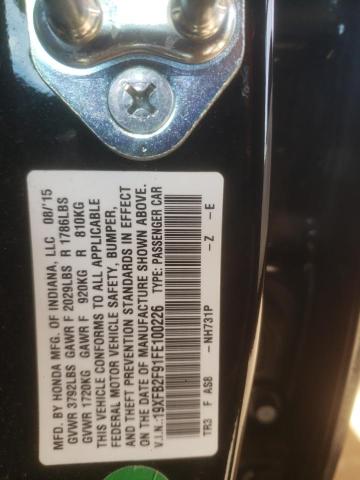 MFD. BY HONDA MFG. OF INDIANA, LLC 08/'15
GVWR 3792LBS GAWR F 2029LBS R 1786LBS
GVWR 1720KG GAWR F 920KG R 810KG
THIS VEHICLE CONFORMS TO ALL APPLICABLE
FEDERAL MOTOR VEHICLE SAFETY, BUMPER,
AND THEFT PREVENTION STANDARDS IN EFFECT
ON THE DATE OF MANUFACTURE SHOWN ABOVE.
V.I.N.: 19XFB2F91FE100226 TYPE: PASSENGER CAR
TR3 F AS8 -NH731P -Z -E